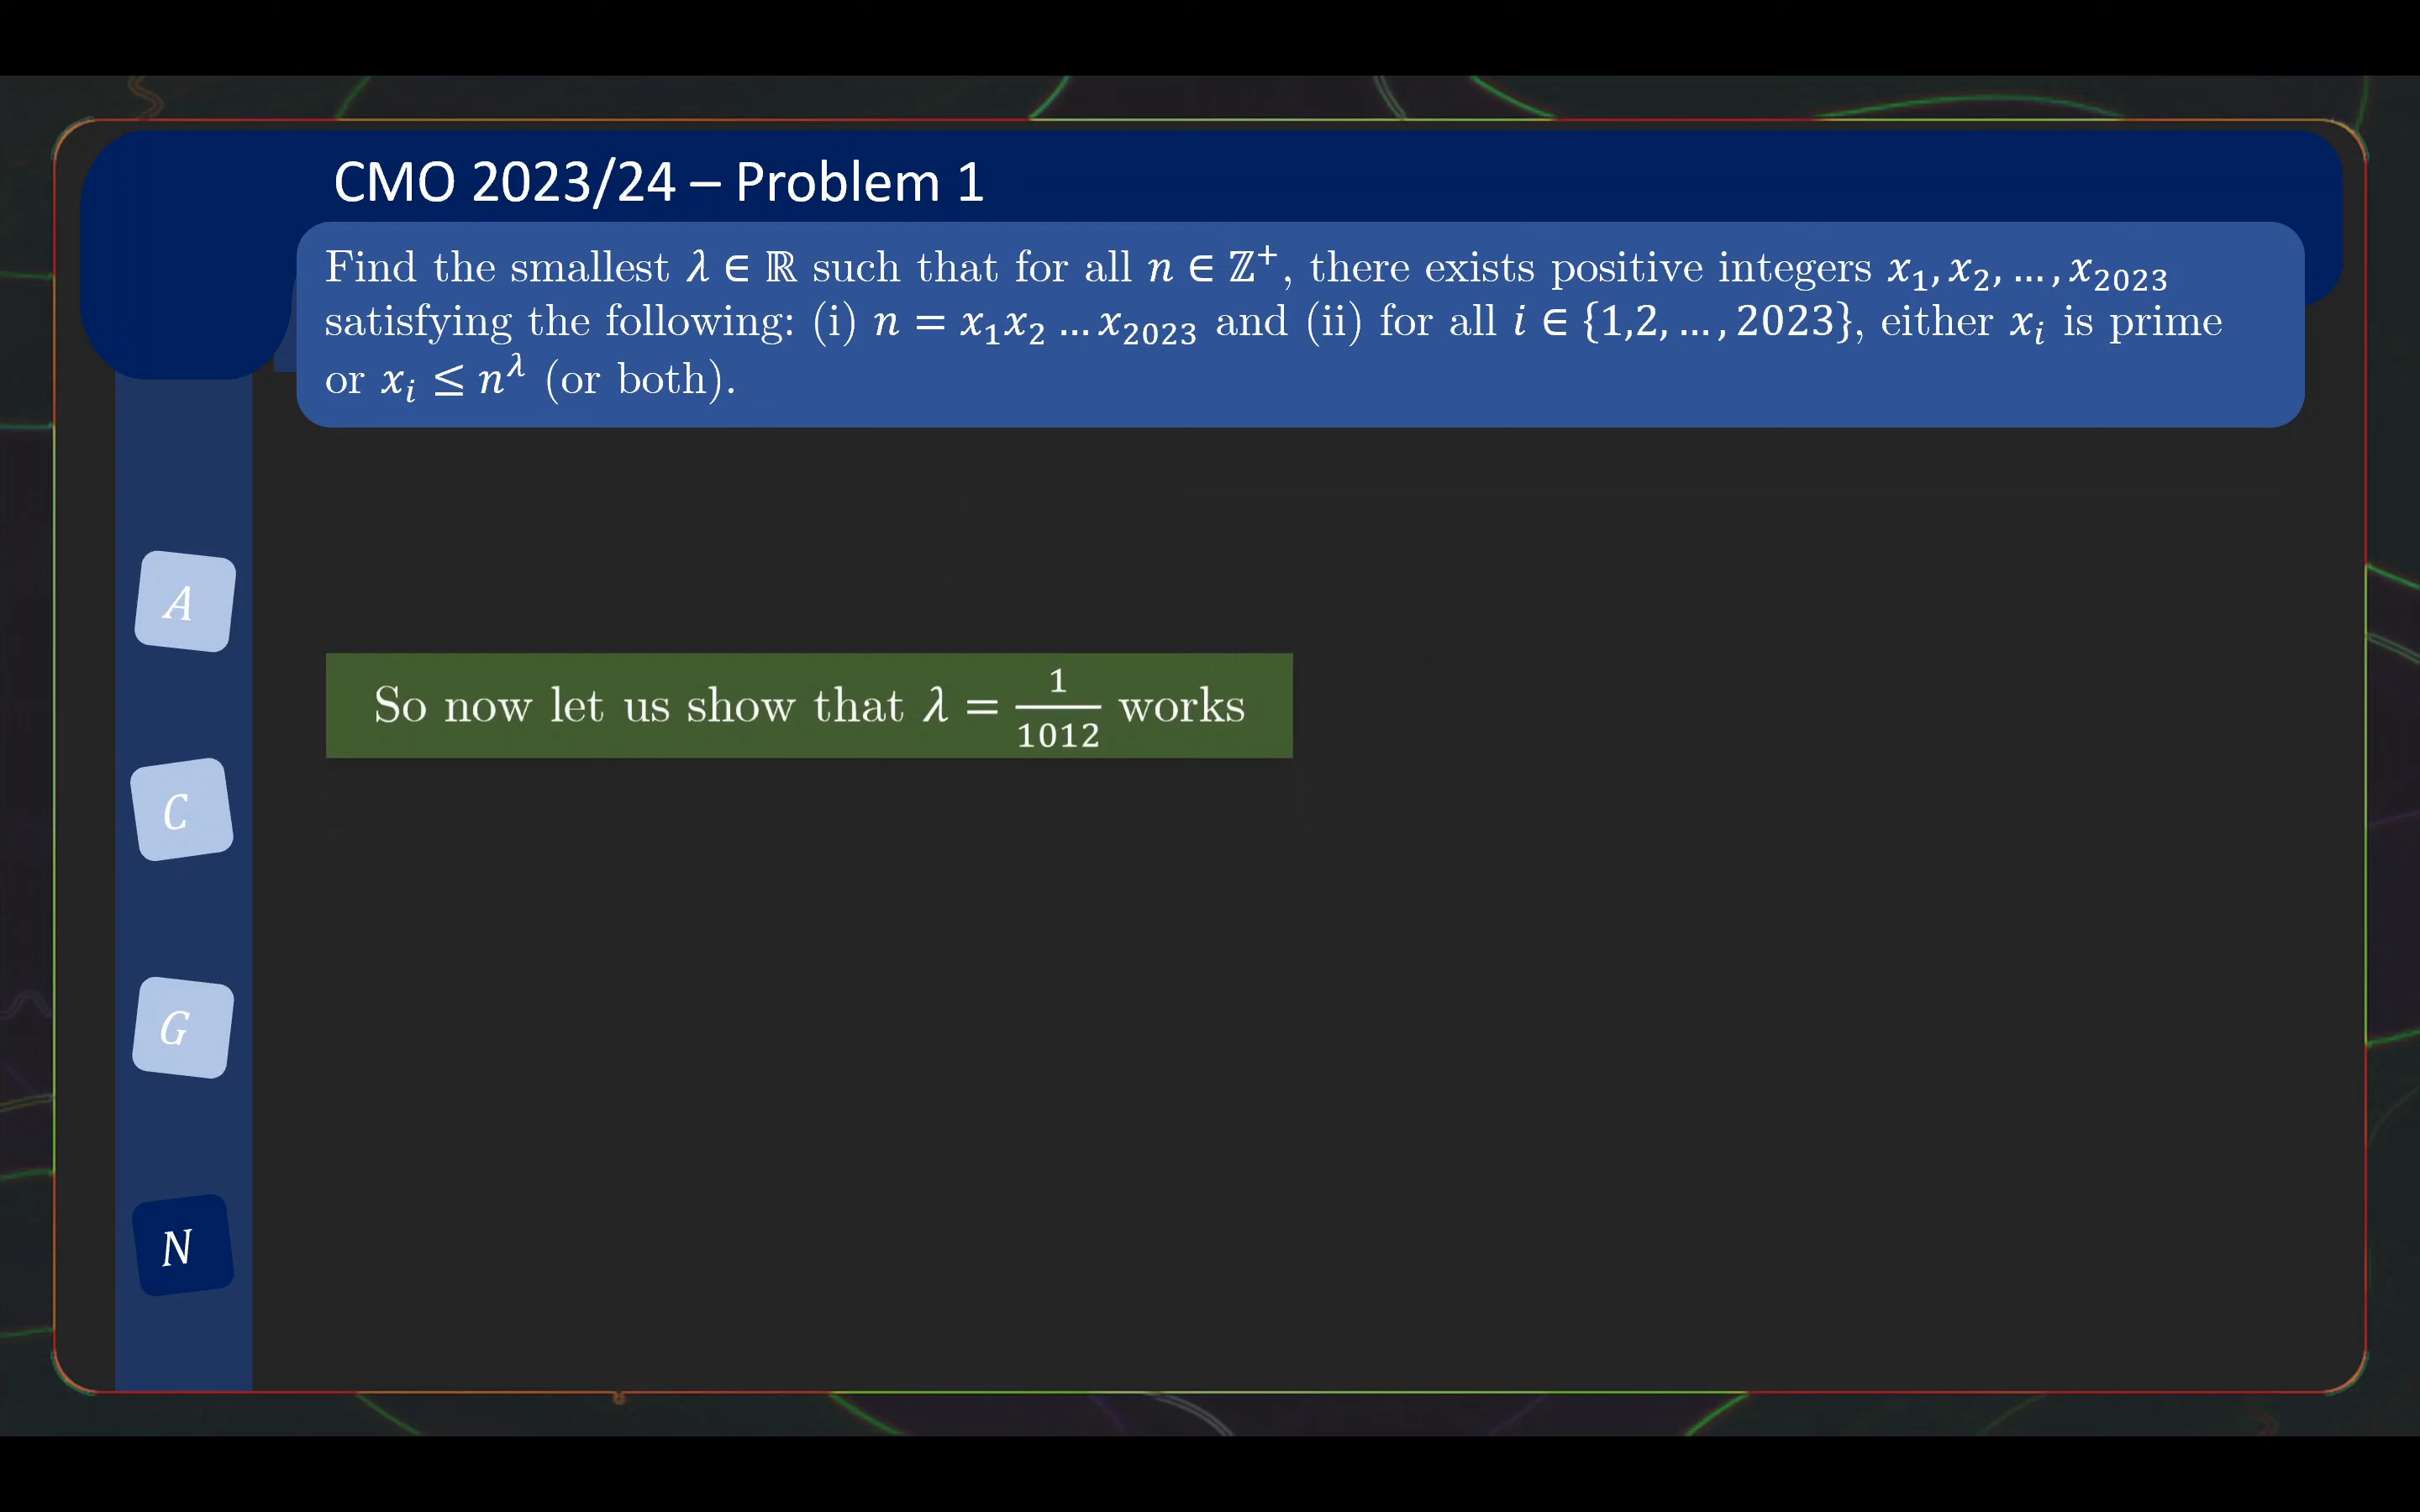 CMO 2023/24 – Problem 1
Find the smallest λ ∈ ℝ such that for all n ∈ ℤ⁺, there exists positive integers x₁, x₂, …, x₂₀₂₃
satisfying the following: (i) n = x₁x₂ … x₂₀₂₃ and (ii) for all i ∈ {1,2, …, 2023}, either xᵢ is prime
or xᵢ ≤ n^λ (or both).
A
So now let us show that λ = 1/1012 works
C
G
N